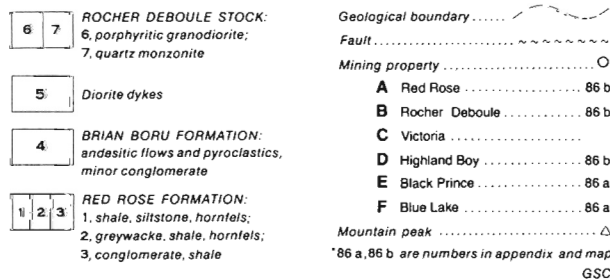 6 7
ROCHER DEBOULE STOCK:
6, porphyritic granodiorite;
7, quartz monzonite
5
Diorite dykes
4
BRIAN BORU FORMATION:
andesitic flows and pyroclastics,
minor conglomerate
1 2 3
RED ROSE FORMATION:
1, shale, siltstone, hornfels;
2, greywacke, shale, hornfels;
3, conglomerate, shale
Geological boundary .....
Fault ....................
Mining property ....................
A Red Rose .............. 86 b
B Rocher Deboule ........ 86 b
C Victoria ..............
D Highland Boy .......... 86 b
E Black Prince .......... 86 a
F Blue Lake ............. 86 a
Mountain peak ....................
*86 a, 86 b are numbers in appendix and map
GSC